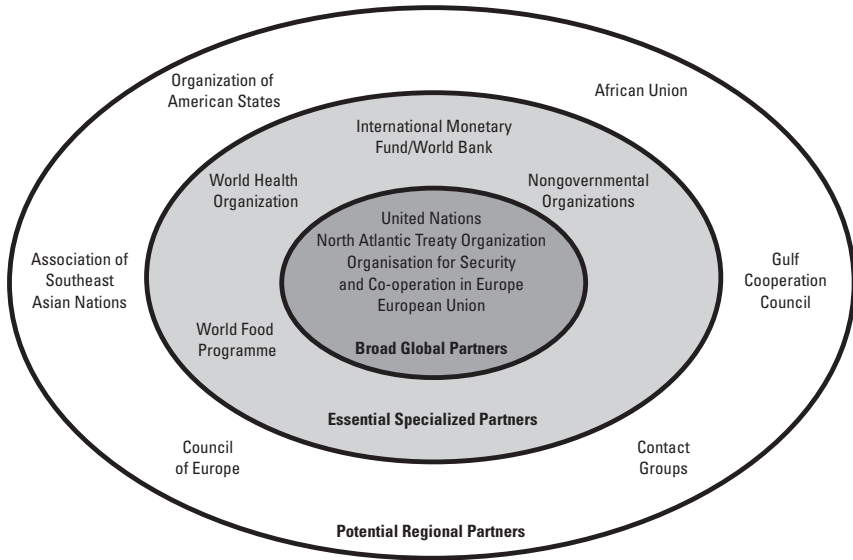 Organization of
American States
African Union
International Monetary
Fund/World Bank
World Health
Organization
Nongovernmental
Organizations
United Nations
North Atlantic Treaty Organization
Organisation for Security
and Co-operation in Europe
European Union
Association of
Southeast
Asian Nations
Gulf
Cooperation
Council
World Food
Programme
Broad Global Partners
Essential Specialized Partners
Council
of Europe
Contact
Groups
Potential Regional Partners